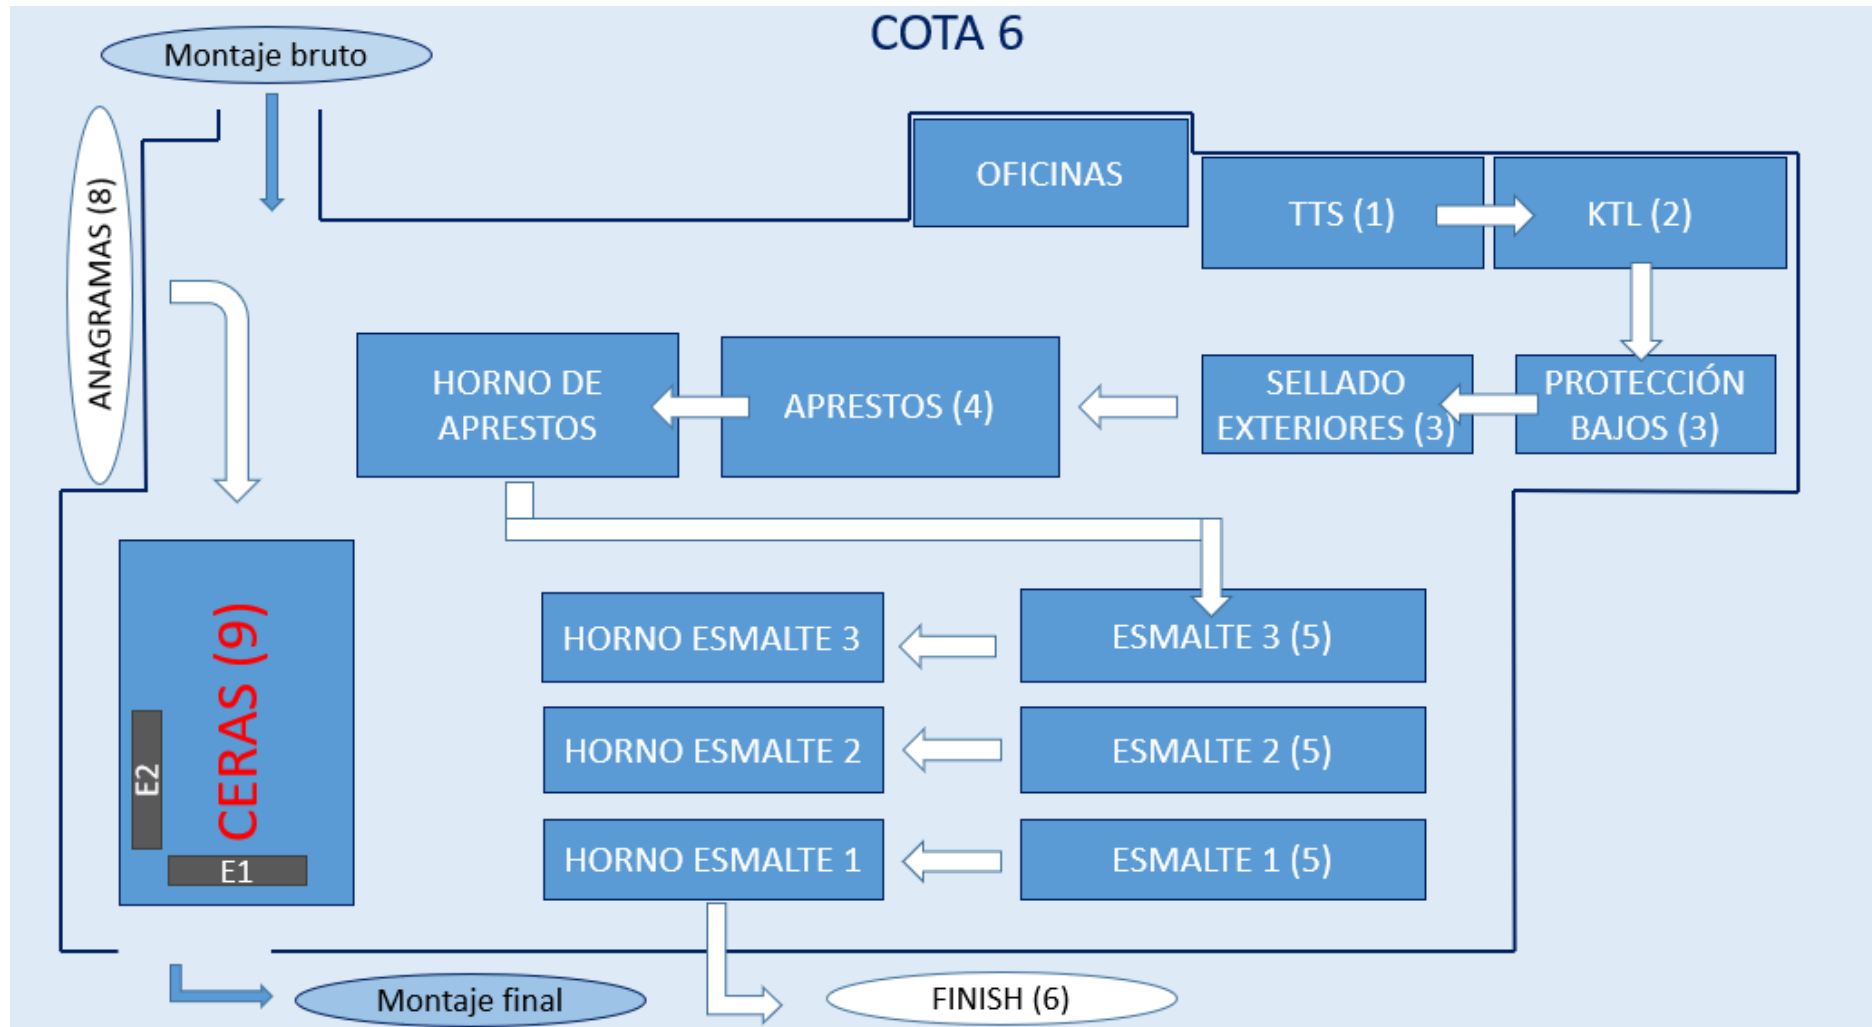 COTA 6
Montaje bruto
ANAGRAMAS (8)
OFICINAS
TTS (1)
KTL (2)
HORNO DE
APRESTOS
APRESTOS (4)
SELLADO
EXTERIORES (3)
PROTECCIÓN
BAJOS (3)
CERAS (9)
E2
E1
HORNO ESMALTE 3
ESMALTE 3 (5)
HORNO ESMALTE 2
ESMALTE 2 (5)
HORNO ESMALTE 1
ESMALTE 1 (5)
Montaje final
FINISH (6)